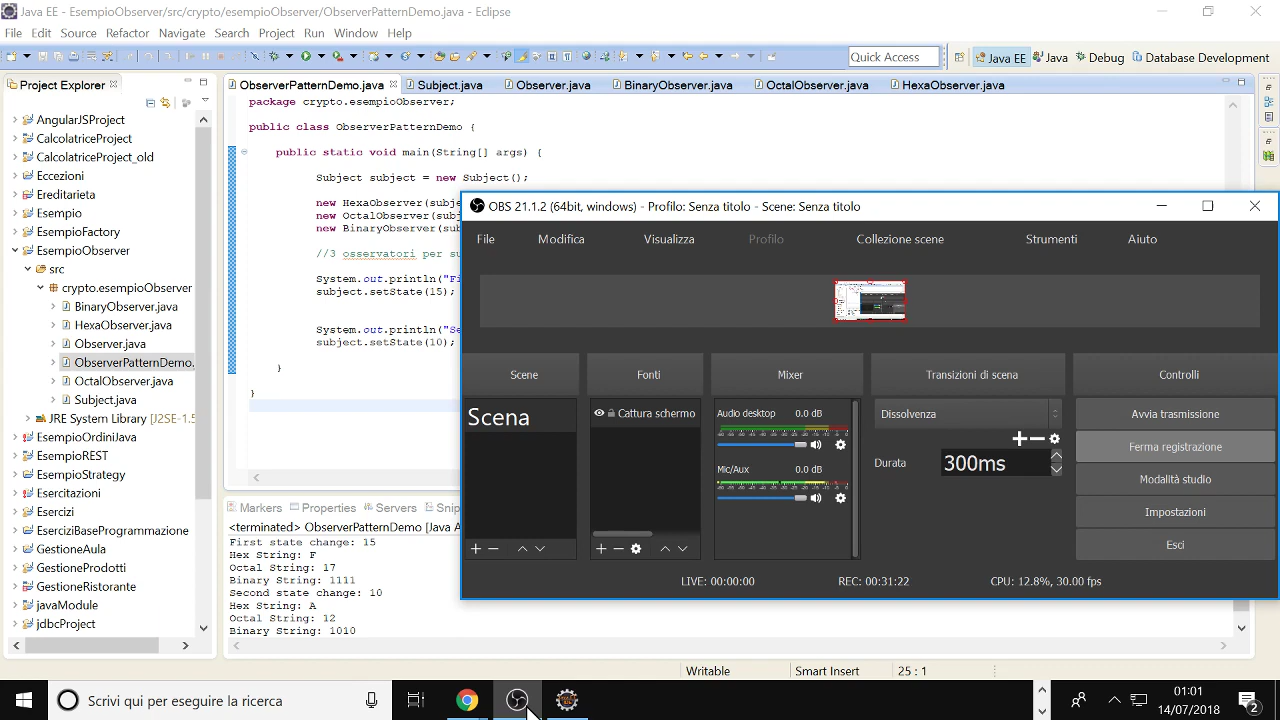 Java EE - EsempioObserver/src/crypto/esempioObserver/ObserverPatternDemo.java - Eclipse
File Edit Source Refactor Navigate Search Project Run Window Help
Quick Access
Java EE Java Debug Database Development
Project Explorer
AngularJSProject
CalcolatriceProject
CalcolatriceProject_old
Eccezioni
Ereditarieta
Esempio
EsempioFactory
EsempioObserver
src
crypto.esempioObserver
BinaryObserver.java
HexaObserver.java
Observer.java
ObserverPatternDemo.
OctalObserver.java
Subject.java
JRE System Library [J2SE-1.5
EsempioOcchiJava
EsempioREST
EsempioStrategy
Esercitazioni
Esercizi
EserciziBaseProgrammazione
GestioneAula
GestioneProdotti
GestioneRistorante
javaModule
jdbcProject
ObserverPatternDemo.java Subject.java Observer.java BinaryObserver.java OctalObserver.java HexaObserver.java
package crypto.esempioObserver;
public class ObserverPatternDemo {
public static void main(String[] args) {
Subject subject = new Subject();
new HexaObserver(subje
new OctalObserver(sub
new BinaryObserver(su
//3 osservatori per su
System.out.println("Fi
subject.setState(15);
System.out.println("Se
subject.setState(10);
}
}
Markers Properties Servers Snip
<terminated> ObserverPatternDemo [Java A
First state change: 15
Hex String: F
Octal String: 17
Binary String: 1111
Second state change: 10
Hex String: A
Octal String: 12
Binary String: 1010
OBS 21.1.2 (64bit, windows) - Profilo: Senza titolo - Scene: Senza titolo
File Modifica Visualizza Profilo Collezione scene Strumenti Aiuto
Scene Fonti Mixer Transizioni di scena Controlli
Scena
Cattura schermo
Audio desktop 0.0 dB
Mic/Aux 0.0 dB
Dissolvenza
Durata 300ms
Avvia trasmissione
Ferma registrazione
Modalità studio
Impostazioni
Esci
LIVE: 00:00:00 REC: 00:31:22 CPU: 12.8%, 30.00 fps
Writable Smart Insert 25 : 1
Scrivi qui per eseguire la ricerca
01:01
14/07/2018
2